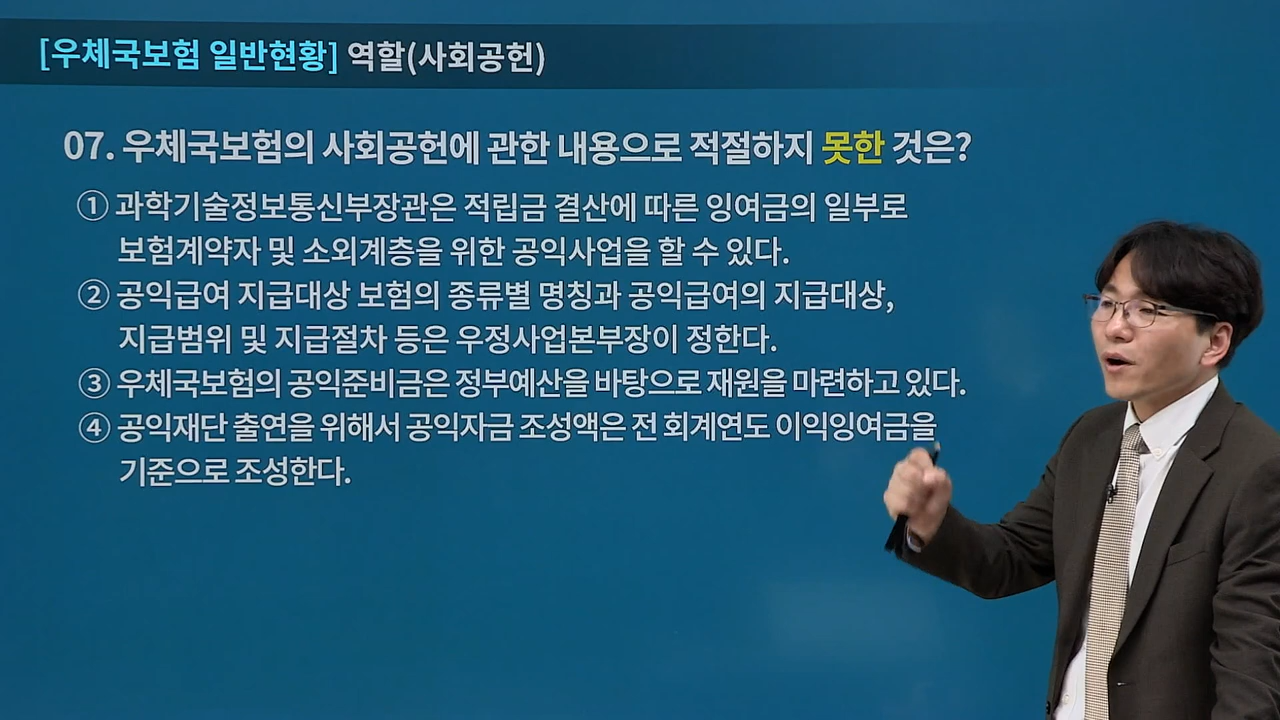 [우체국보험 일반현황] 역할(사회공헌)
07. 우체국보험의 사회공헌에 관한 내용으로 적절하지 못한 것은?
① 과학기술정보통신부장관은 적립금 결산에 따른 잉여금의 일부로
보험계약자 및 소외계층을 위한 공익사업을 할 수 있다.
② 공익급여 지급대상 보험의 종류별 명칭과 공익급여의 지급대상,
지급범위 및 지급절차 등은 우정사업본부장이 정한다.
③ 우체국보험의 공익준비금은 정부예산을 바탕으로 재원을 마련하고 있다.
④ 공익재단 출연을 위해서 공익자금 조성액은 전 회계연도 이익잉여금을
기준으로 조성한다.